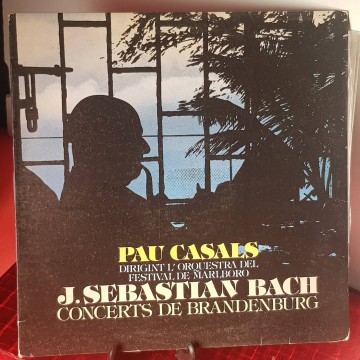 PAU CASALS
DIRIGINT L'ORQUESTRA DEL
FESTIVAL DE MARLBORO
J. SEBASTIAN BACH
CONCERTS DE BRANDENBURG